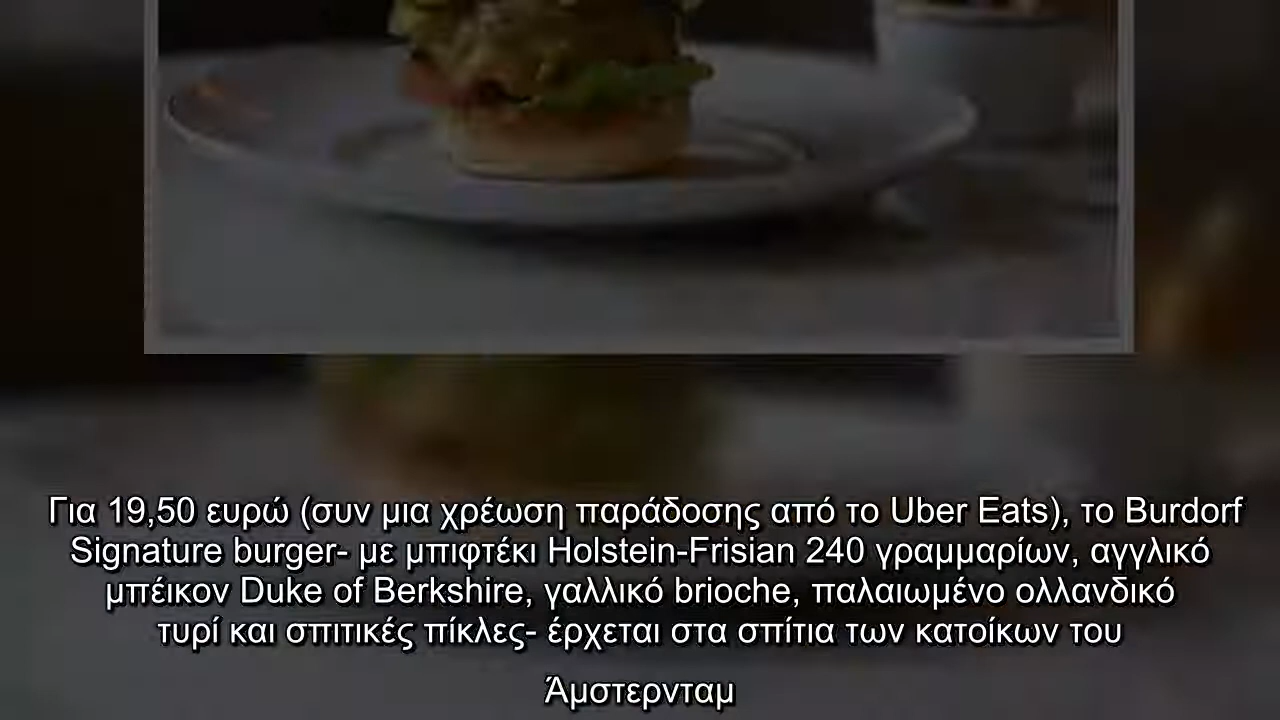 Για 19,50 ευρώ (συν μια χρέωση παράδοσης από το Uber Eats), το Burdorf
Signature burger- με μπιφτέκι Holstein-Frisian 240 γραμμαρίων, αγγλικό
μπέικον Duke of Berkshire, γαλλικό brioche, παλαιωμένο ολλανδικό
τυρί και σπιτικές πίκλες- έρχεται στα σπίτια των κατοίκων του
Άμστερνταμ